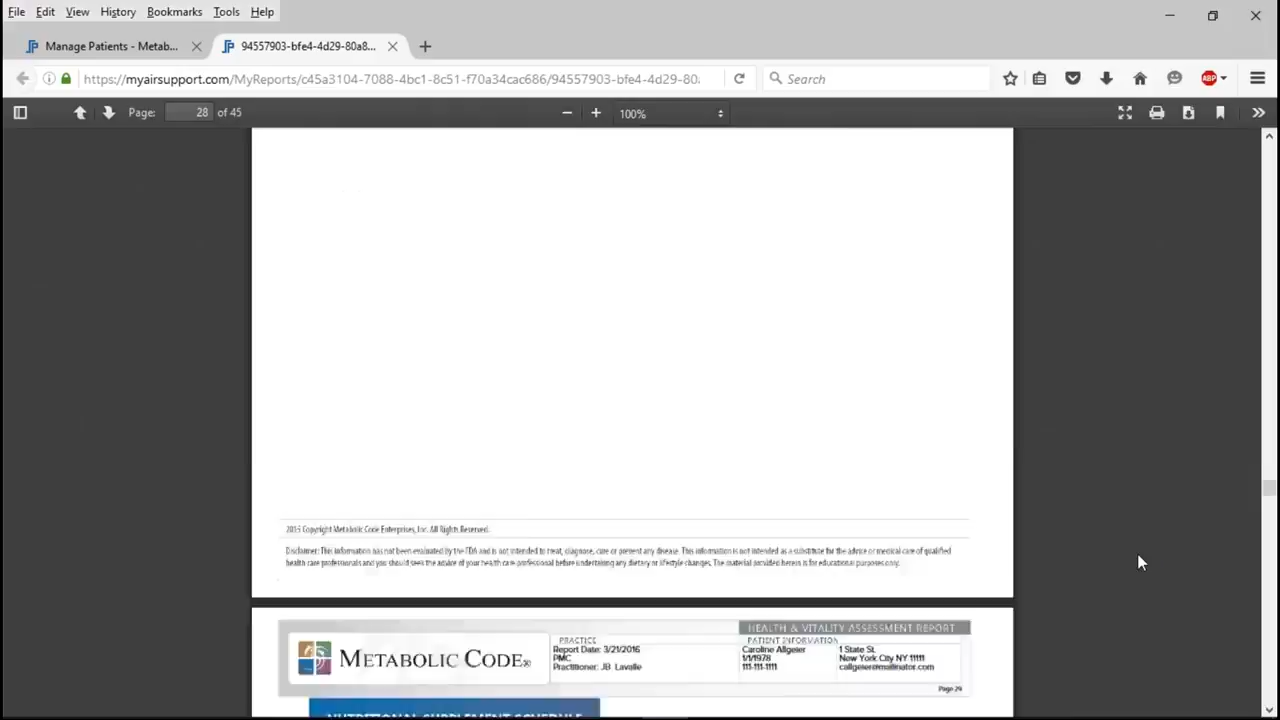 File Edit View History Bookmarks Tools Help
Manage Patients - Metab...
94557903-bfe4-4d29-80a8...
https://myairsupport.com/MyReports/c45a3104-7088-4bc1-8c51-f70a34cac686/94557903-bfe4-4d29-80
Search
ABP
Page: 28 of 45
100%
2015 Copyright Metabolic Code Enterprises, Inc. All Rights Reserved.
Disclaimer: This information has not been evaluated by the FDA and is not intended to treat, diagnose, cure or prevent any disease. This information is not intended as a substitute for the advice or medical care of qualified
health care professionals and you should seek the advice of your health care professional before undertaking any dietary or lifestyle changes. The material provided herein is for educational purposes only.
HEALTH & VITALITY ASSESSMENT REPORT
METABOLIC CODE®
PRACTICE
Report Date: 3/21/2016
PMC
Practitioner: JB Lavalle
PATIENT INFORMATION
Caroline Allgeier
1/1/1978
111-111-1111
1 State St.
New York City NY 11111
callgeier@mailinator.com
Page 29
NUTRITIONAL SUPPLEMENT SCHEDULE